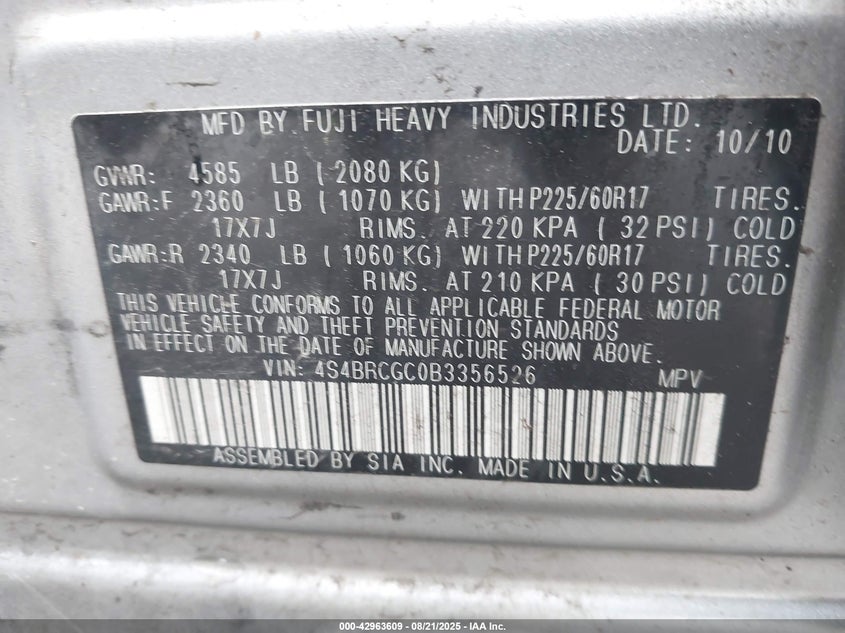 MFD BY FUJI HEAVY INDUSTRIES LTD.
DATE: 10/10
GVWR: 4585 LB ( 2080 KG)
GAWR:F 2360 LB ( 1070 KG) WITH P225/60R17 TIRES.
17X7J RIMS. AT 220 KPA ( 32 PSI) COLD
GAWR:R 2340 LB ( 1060 KG) WITH P225/60R17 TIRES.
17X7J RIMS. AT 210 KPA ( 30 PSI) COLD
THIS VEHICLE CONFORMS TO ALL APPLICABLE FEDERAL MOTOR
VEHICLE SAFETY AND THEFT PREVENTION STANDARDS
IN EFFECT ON THE DATE OF MANUFACTURE SHOWN ABOVE.
VIN: 4S4BRCGC0B3356526 MPV
ASSEMBLED BY SIA INC. MADE IN U.S.A.
000-42963609 - 08/21/2025 - IAA Inc.